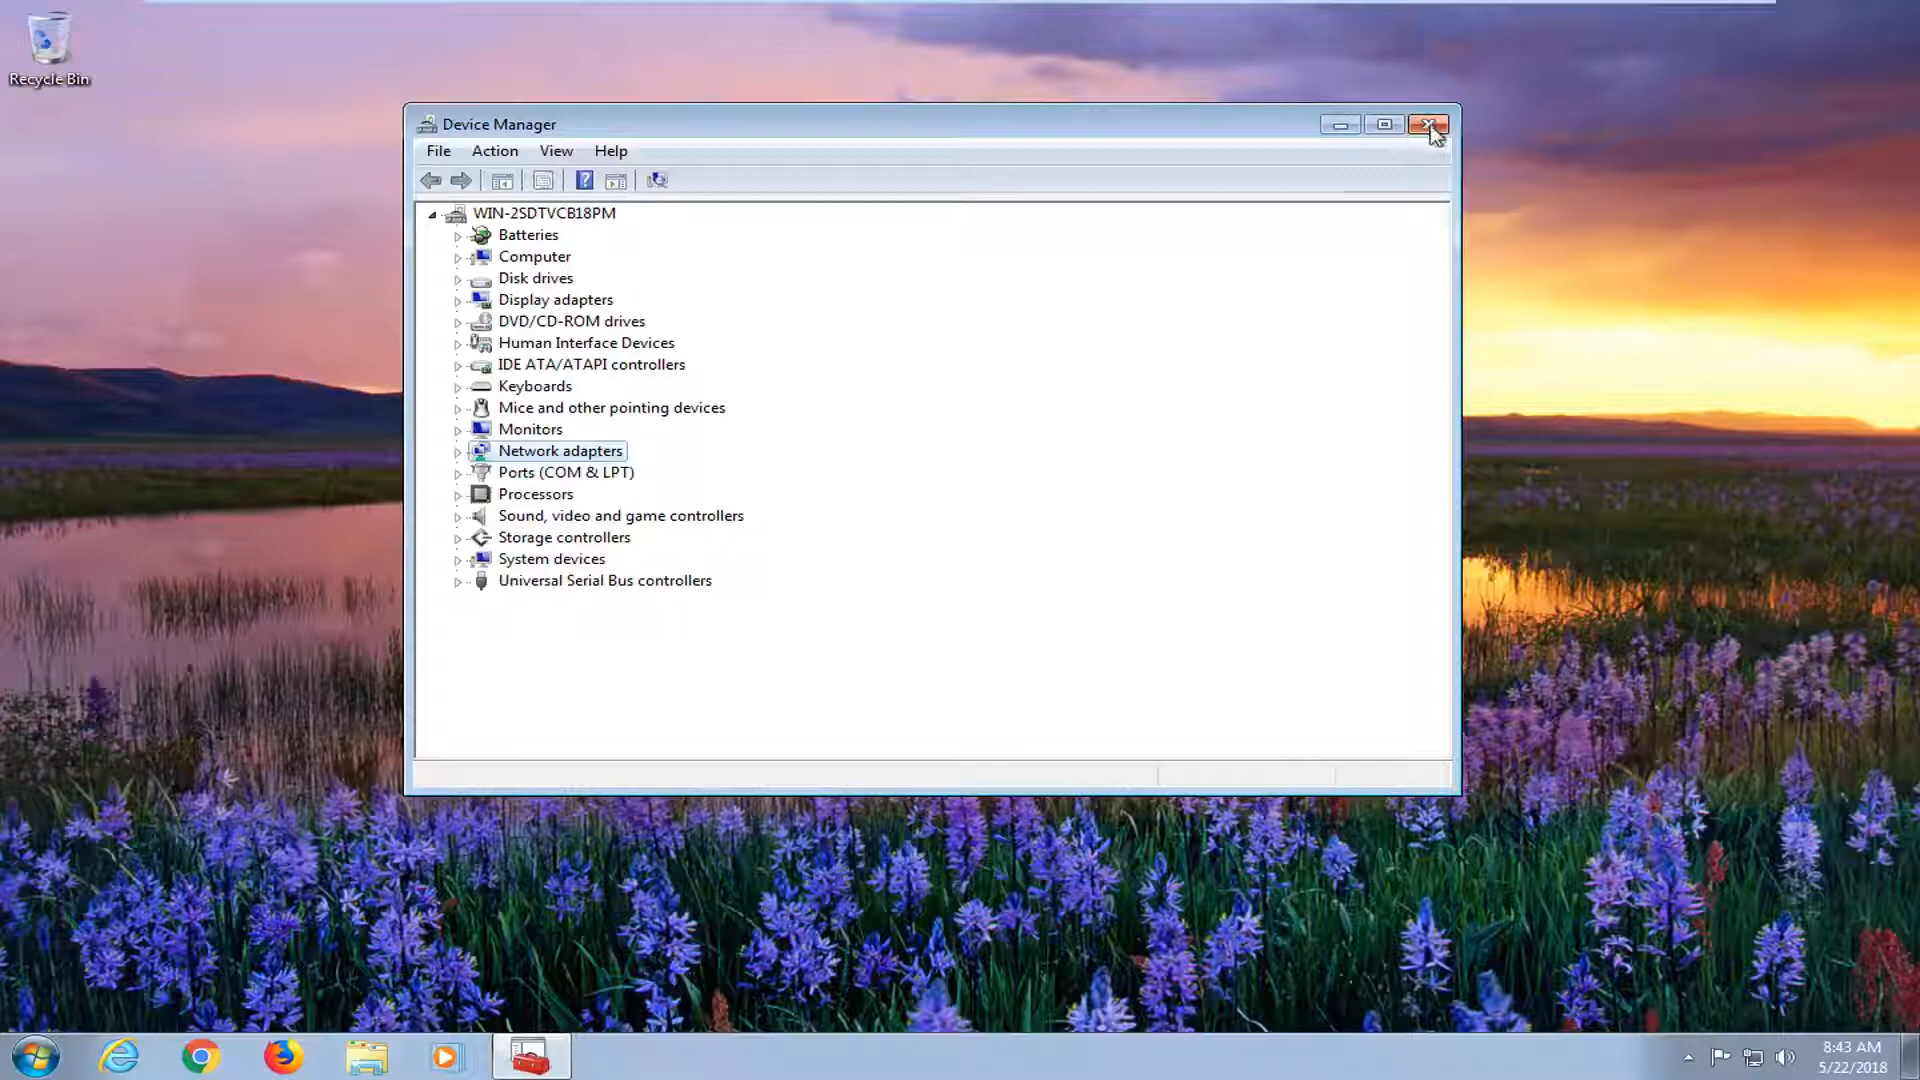 Recycle Bin
Device Manager
File Action View Help
WIN-2SDTVCB18PM
Batteries
Computer
Disk drives
Display adapters
DVD/CD-ROM drives
Human Interface Devices
IDE ATA/ATAPI controllers
Keyboards
Mice and other pointing devices
Monitors
Network adapters
Ports (COM & LPT)
Processors
Sound, video and game controllers
Storage controllers
System devices
Universal Serial Bus controllers
8:43 AM
5/22/2018